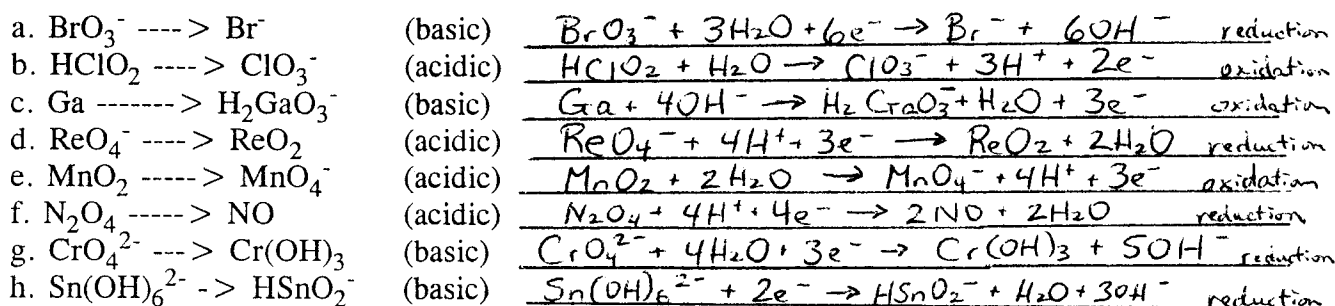 a. BrO₃⁻ ----> Br⁻ (basic) BrO₃⁻ + 3H₂O + 6e⁻ → Br⁻ + 6OH⁻ reduction
b. HClO₂ ----> ClO₃⁻ (acidic) HClO₂ + H₂O → ClO₃⁻ + 3H⁺ + 2e⁻ oxidation
c. Ga -------> H₂GaO₃⁻ (basic) Ga + 4OH⁻ → H₂GaO₃⁻ + H₂O + 3e⁻ oxidation
d. ReO₄⁻ ----> ReO₂ (acidic) ReO₄⁻ + 4H⁺ + 3e⁻ → ReO₂ + 2H₂O reduction
e. MnO₂ -----> MnO₄⁻ (acidic) MnO₂ + 2H₂O → MnO₄⁻ + 4H⁺ + 3e⁻ oxidation
f. N₂O₄ -----> NO (acidic) N₂O₄ + 4H⁺ + 4e⁻ → 2NO + 2H₂O reduction
g. CrO₄²⁻ ---> Cr(OH)₃ (basic) CrO₄²⁻ + 4H₂O + 3e⁻ → Cr(OH)₃ + 5OH⁻ reduction
h. Sn(OH)₆²⁻ -> HSnO₂⁻ (basic) Sn(OH)₆²⁻ + 2e⁻ → HSnO₂⁻ + H₂O + 3OH⁻ reduction